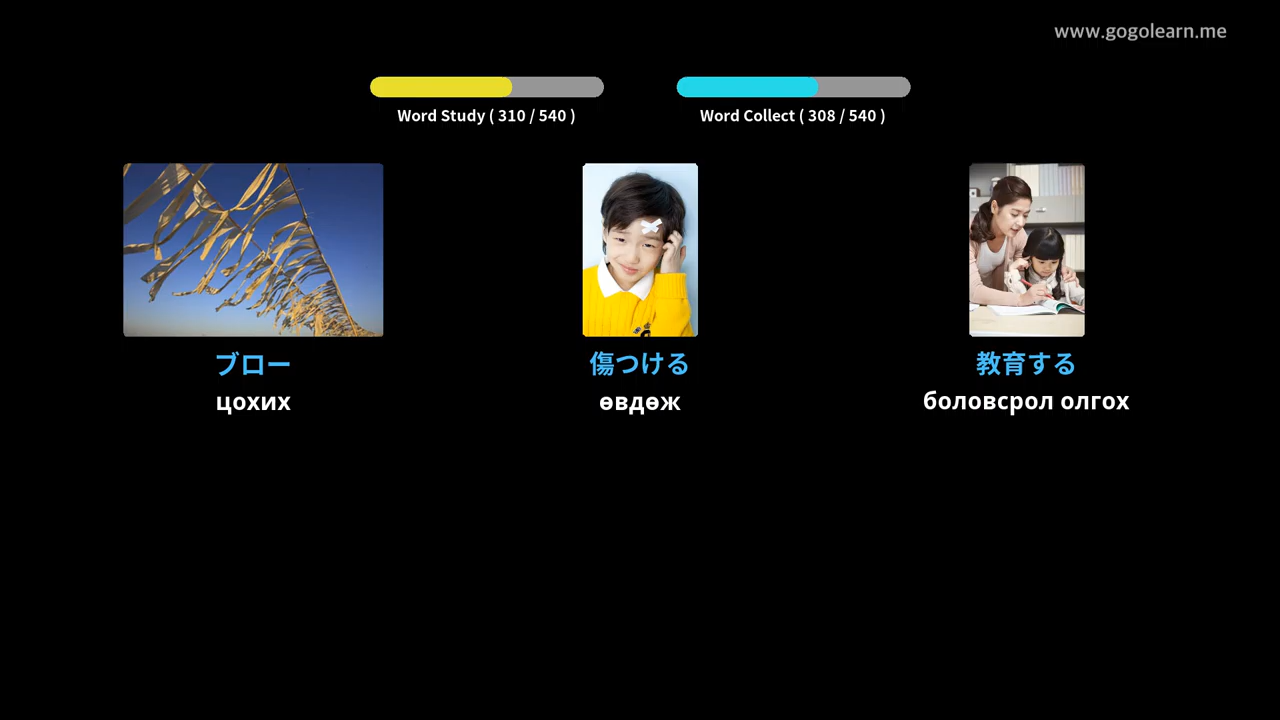 www.gogolearn.me
Word Study ( 310 / 540 )
Word Collect ( 308 / 540 )
ブロー
傷つける
教育する
цохих
өвдөж
боловсрол олгох